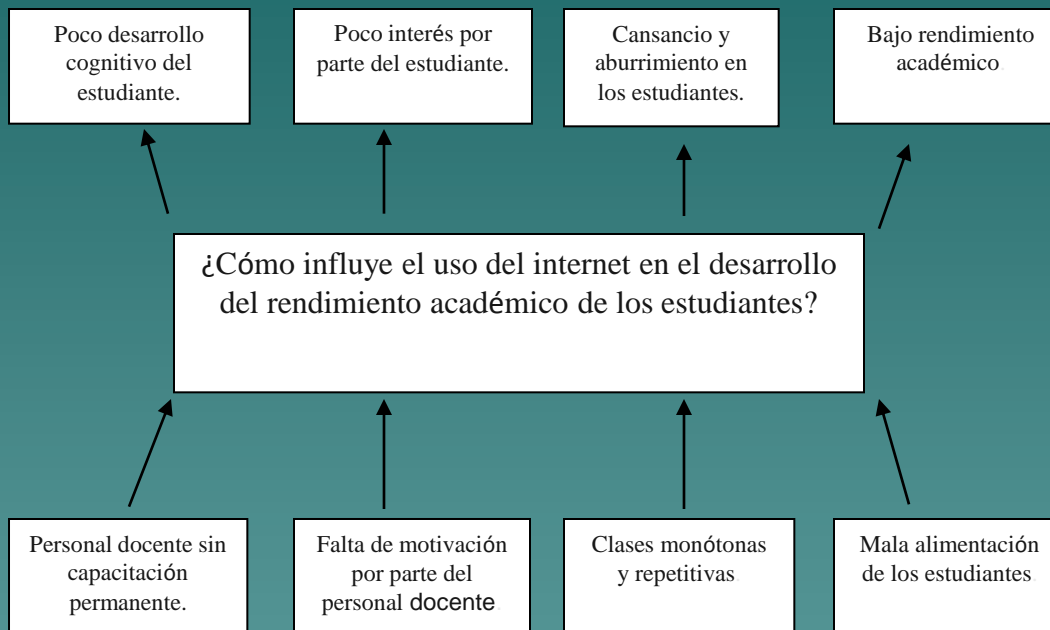 Poco desarrollo
cognitivo del
estudiante.
Poco interés por
parte del estudiante.
Cansancio y
aburrimiento en
los estudiantes.
Bajo rendimiento
académico.
¿Cómo influye el uso del internet en el desarrollo
del rendimiento académico de los estudiantes?
Personal docente sin
capacitación
permanente.
Falta de motivación
por parte del
personal docente.
Clases monótonas
y repetitivas.
Mala alimentación
de los estudiantes.